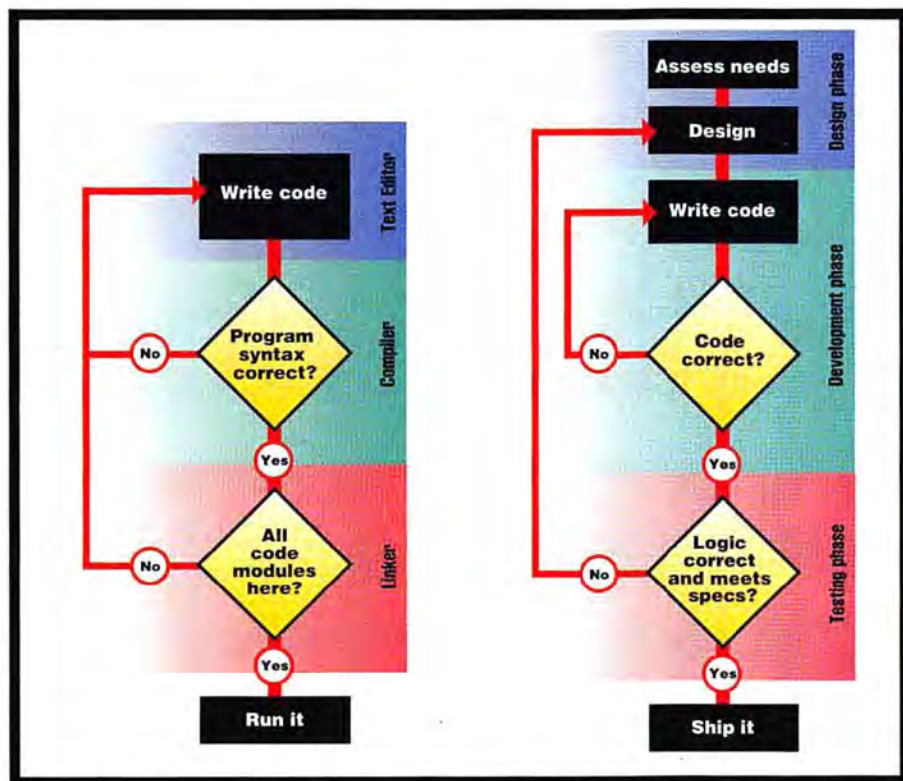 Write code
Text Editor
Program
syntax
correct?
No
Compiler
Yes
All
code
modules
here?
No
Linker
Yes
Run it
Assess needs
Design
Design phase
Write code
Code
correct?
No
Development phase
Yes
Logic
correct
and meets
specs?
No
Testing phase
Yes
Ship it